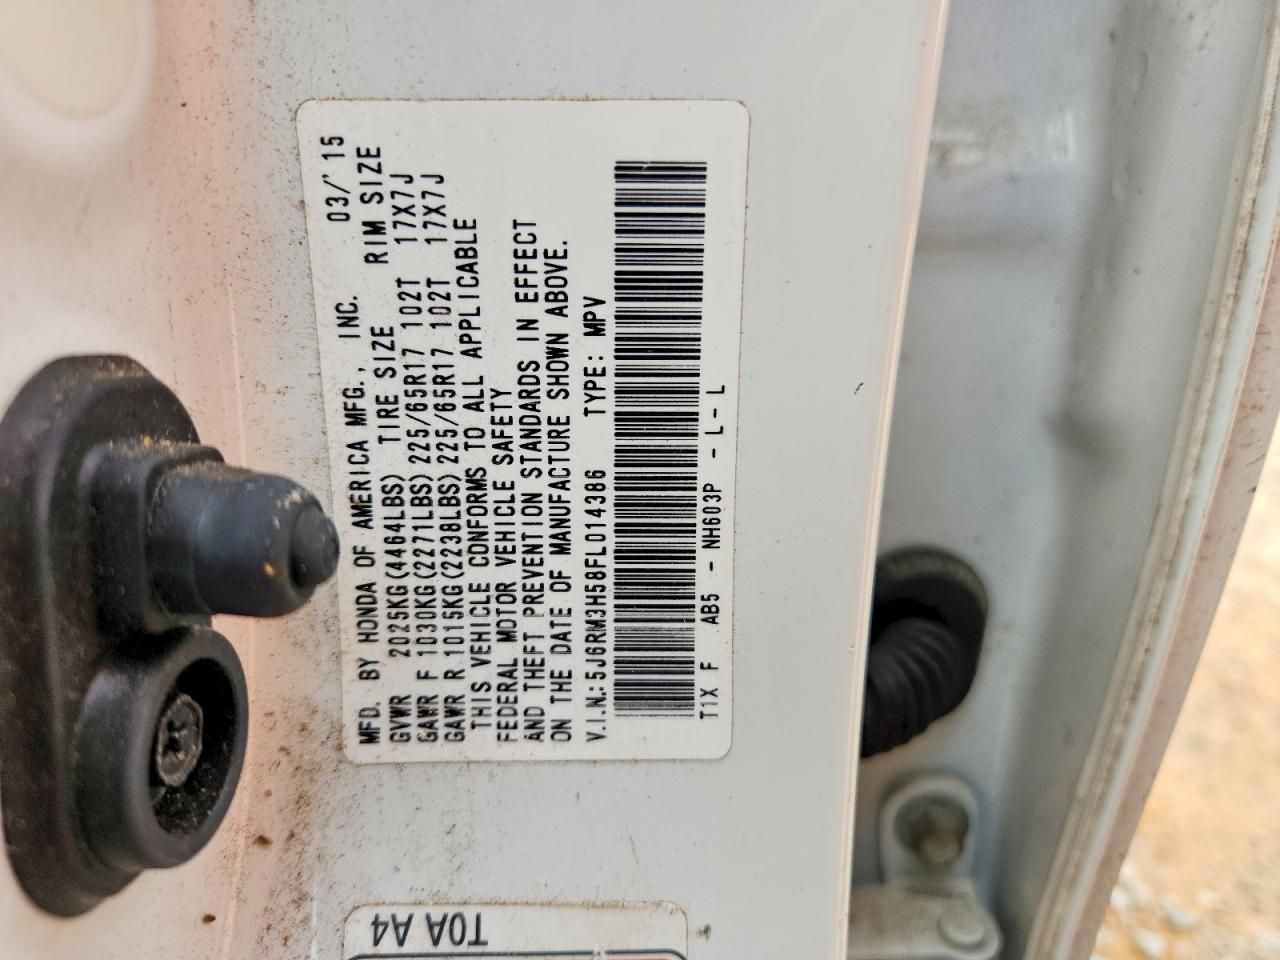 MFD. BY HONDA OF AMERICA MFG., INC. 03/'15
GVWR 2025KG(4464LBS) TIRE SIZE RIM SIZE
GAWR F 1030KG(2271LBS) 225/65R17 102T 17X7J
GAWR R 1015KG(2238LBS) 225/65R17 102T 17X7J
THIS VEHICLE CONFORMS TO ALL APPLICABLE
FEDERAL MOTOR VEHICLE SAFETY
AND THEFT PREVENTION STANDARDS IN EFFECT
ON THE DATE OF MANUFACTURE SHOWN ABOVE.
V.I.N.: 5J6RM3H58FL014386 TYPE: MPV
T1X F AB5 - NH603P - L-L
T0A A4